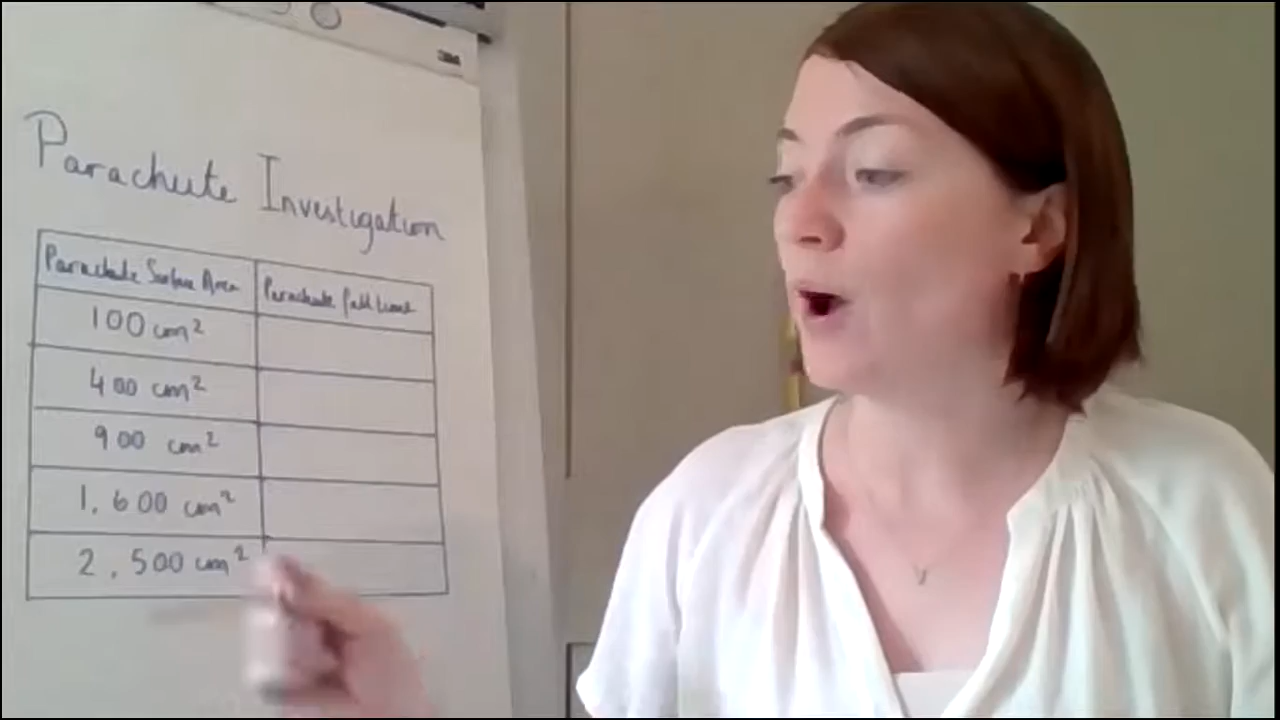 3M
Parachute Investigation
Parachute Surface Area Parachute fall time
100 cm²
400 cm²
900 cm²
1,600 cm²
2,500 cm²